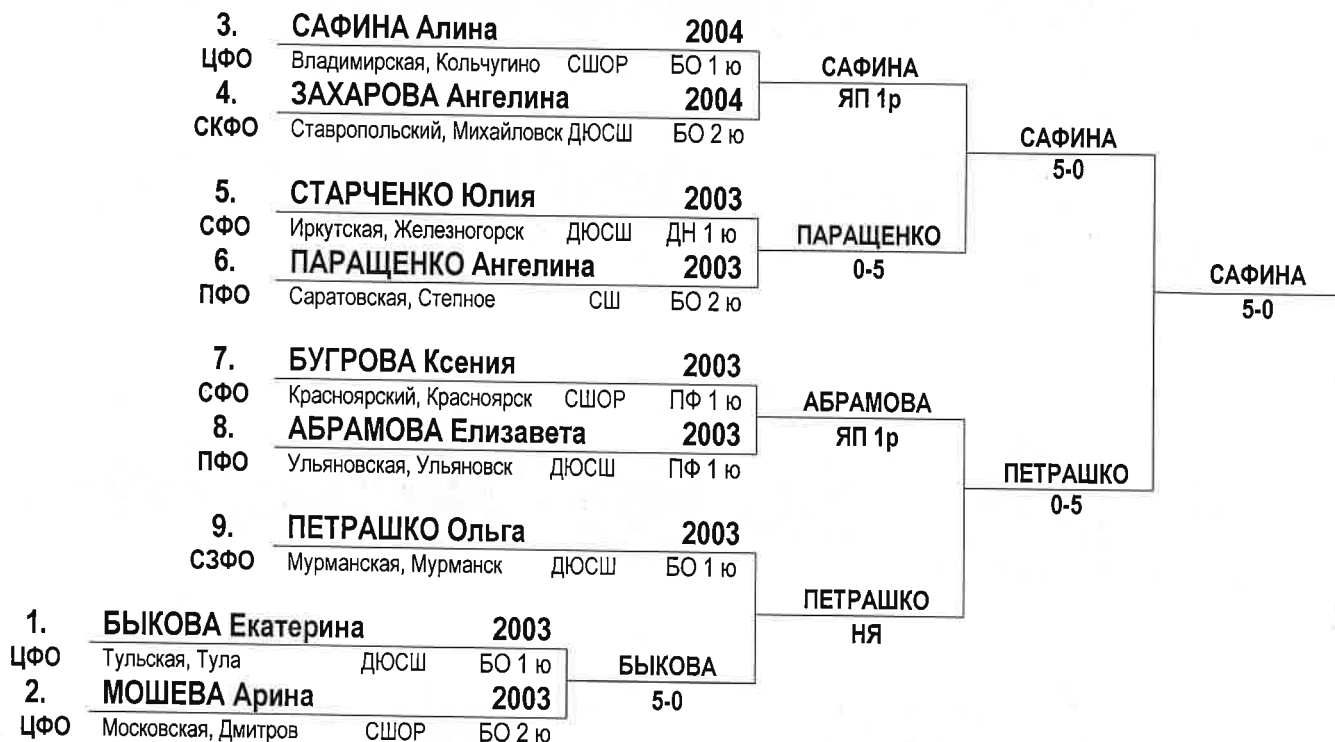 3. САФИНА Алина 2004
ЦФО Владимирская, Кольчугино СШОР БО 1 ю
САФИНА
4. ЗАХАРОВА Ангелина 2004
ЯП 1р
СКФО Ставропольский, Михайловск ДЮСШ БО 2 ю
САФИНА
5-0
5. СТАРЧЕНКО Юлия 2003
СФО Иркутская, Железногорск ДЮСШ ДН 1 ю
ПАРАЩЕНКО
6. ПАРАЩЕНКО Ангелина 2003
0-5
ПФО Саратовская, Степное СШ БО 2 ю
САФИНА
5-0
7. БУГРОВА Ксения 2003
СФО Красноярский, Красноярск СШОР ПФ 1 ю
АБРАМОВА
8. АБРАМОВА Елизавета 2003
ЯП 1р
ПФО Ульяновская, Ульяновск ДЮСШ ПФ 1 ю
ПЕТРАШКО
0-5
9. ПЕТРАШКО Ольга 2003
СЗФО Мурманская, Мурманск ДЮСШ БО 1 ю
ПЕТРАШКО
НЯ
1. БЫКОВА Екатерина 2003
ЦФО Тульская, Тула ДЮСШ БО 1 ю
БЫКОВА
2. МОШЕВА Арина 2003
5-0
ЦФО Московская, Дмитров СШОР БО 2 ю